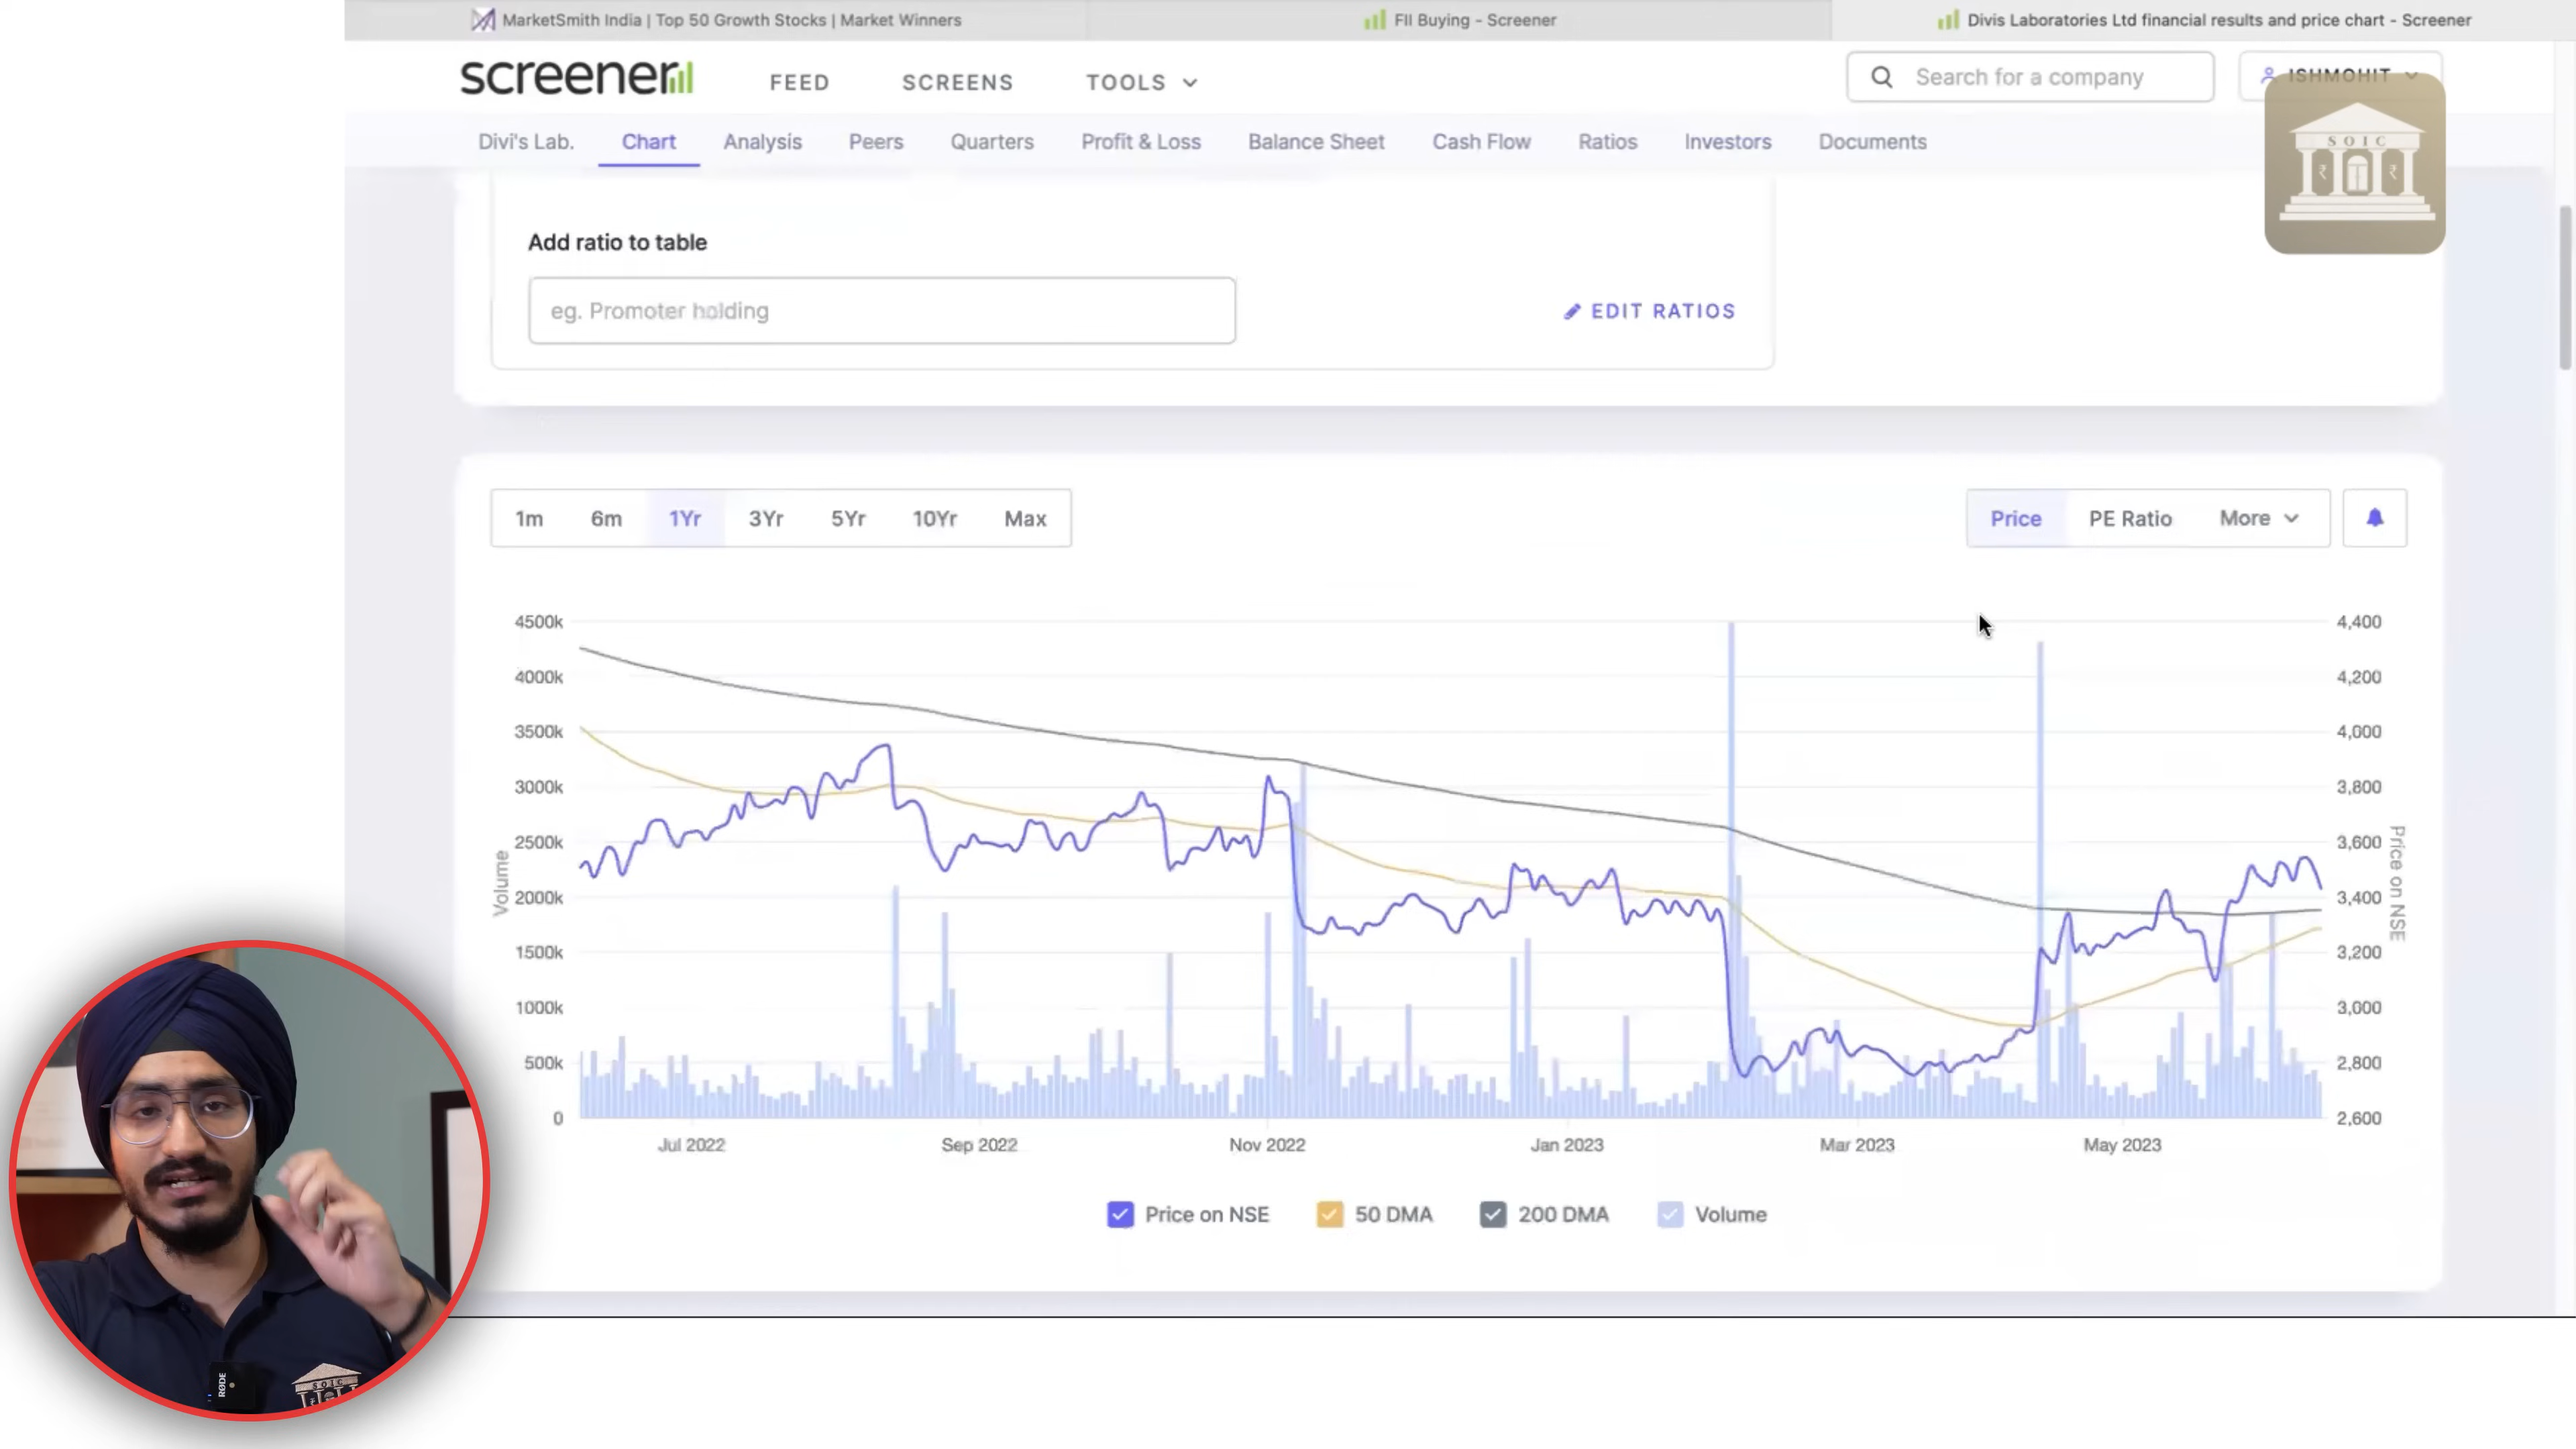 MarketSmith India | Top 50 Growth Stocks | Market Winners
FII Buying - Screener
Divis Laboratories Ltd financial results and price chart - Screener
screener
FEED
SCREENS
TOOLS
Search for a company
ISHMOHIT
Divi's Lab.
Chart
Analysis
Peers
Quarters
Profit & Loss
Balance Sheet
Cash Flow
Ratios
Investors
Documents
SOIC
₹ ₹
Add ratio to table
eg. Promoter holding
EDIT RATIOS
1m
6m
1Yr
3Yr
5Yr
10Yr
Max
Price
PE Ratio
More
4500k
4000k
3500k
3000k
2500k
2000k
1500k
1000k
500k
0
Volume
4,400
4,200
4,000
3,800
3,600
3,400
3,200
3,000
2,800
2,600
Price on NSE
Jul 2022
Sep 2022
Nov 2022
Jan 2023
Mar 2023
May 2023
Price on NSE
50 DMA
200 DMA
Volume
RØDE
SOIC